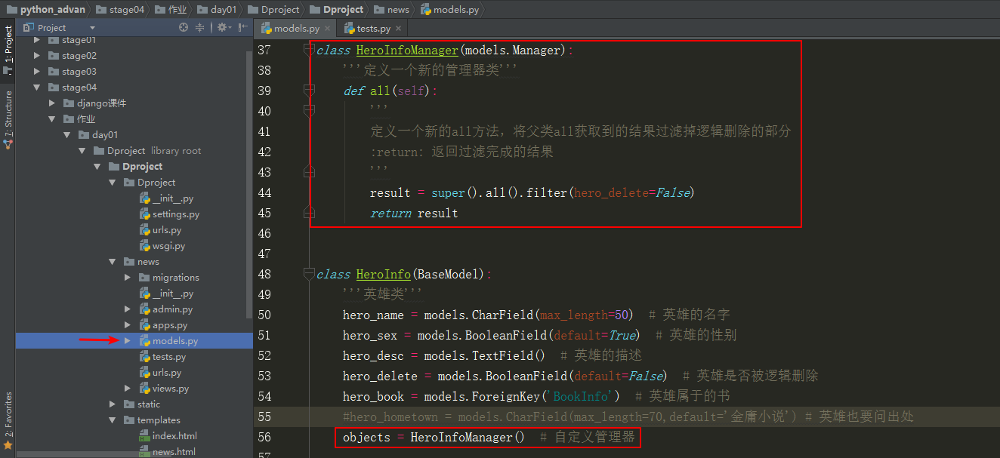 python_advan stage04 作业 day01 Dproject Dproject news models.py
1: Project
7: Structure
2: Favorites
Project
stage01
stage02
stage03
stage04
django课件
作业
day01
Dproject library root
Dproject
Dproject
__init__.py
settings.py
urls.py
wsgi.py
news
migrations
__init__.py
admin.py
apps.py
models.py
tests.py
urls.py
views.py
static
templates
index.html
news.html
models.py × tests.py ×
37 class HeroInfoManager(models.Manager):
38 '''定义一个新的管理器类'''
39 def all(self):
40 '''
41 定义一个新的all方法，将父类all获取到的结果过滤掉逻辑删除的部分
42 :return: 返回过滤完成的结果
43 '''
44 result = super().all().filter(hero_delete=False)
45 return result
46
47
48 class HeroInfo(BaseModel):
49 '''英雄类'''
50 hero_name = models.CharField(max_length=50) # 英雄的名字
51 hero_sex = models.BooleanField(default=True) # 英雄的性别
52 hero_desc = models.TextField() # 英雄的描述
53 hero_delete = models.BooleanField(default=False) # 英雄是否被逻辑删除
54 hero_book = models.ForeignKey('BookInfo') # 英雄属于的书
55 #hero_hometown = models.CharField(max_length=70,default='金庸小说') # 英雄也要问出处
56 objects = HeroInfoManager() # 自定义管理器
57